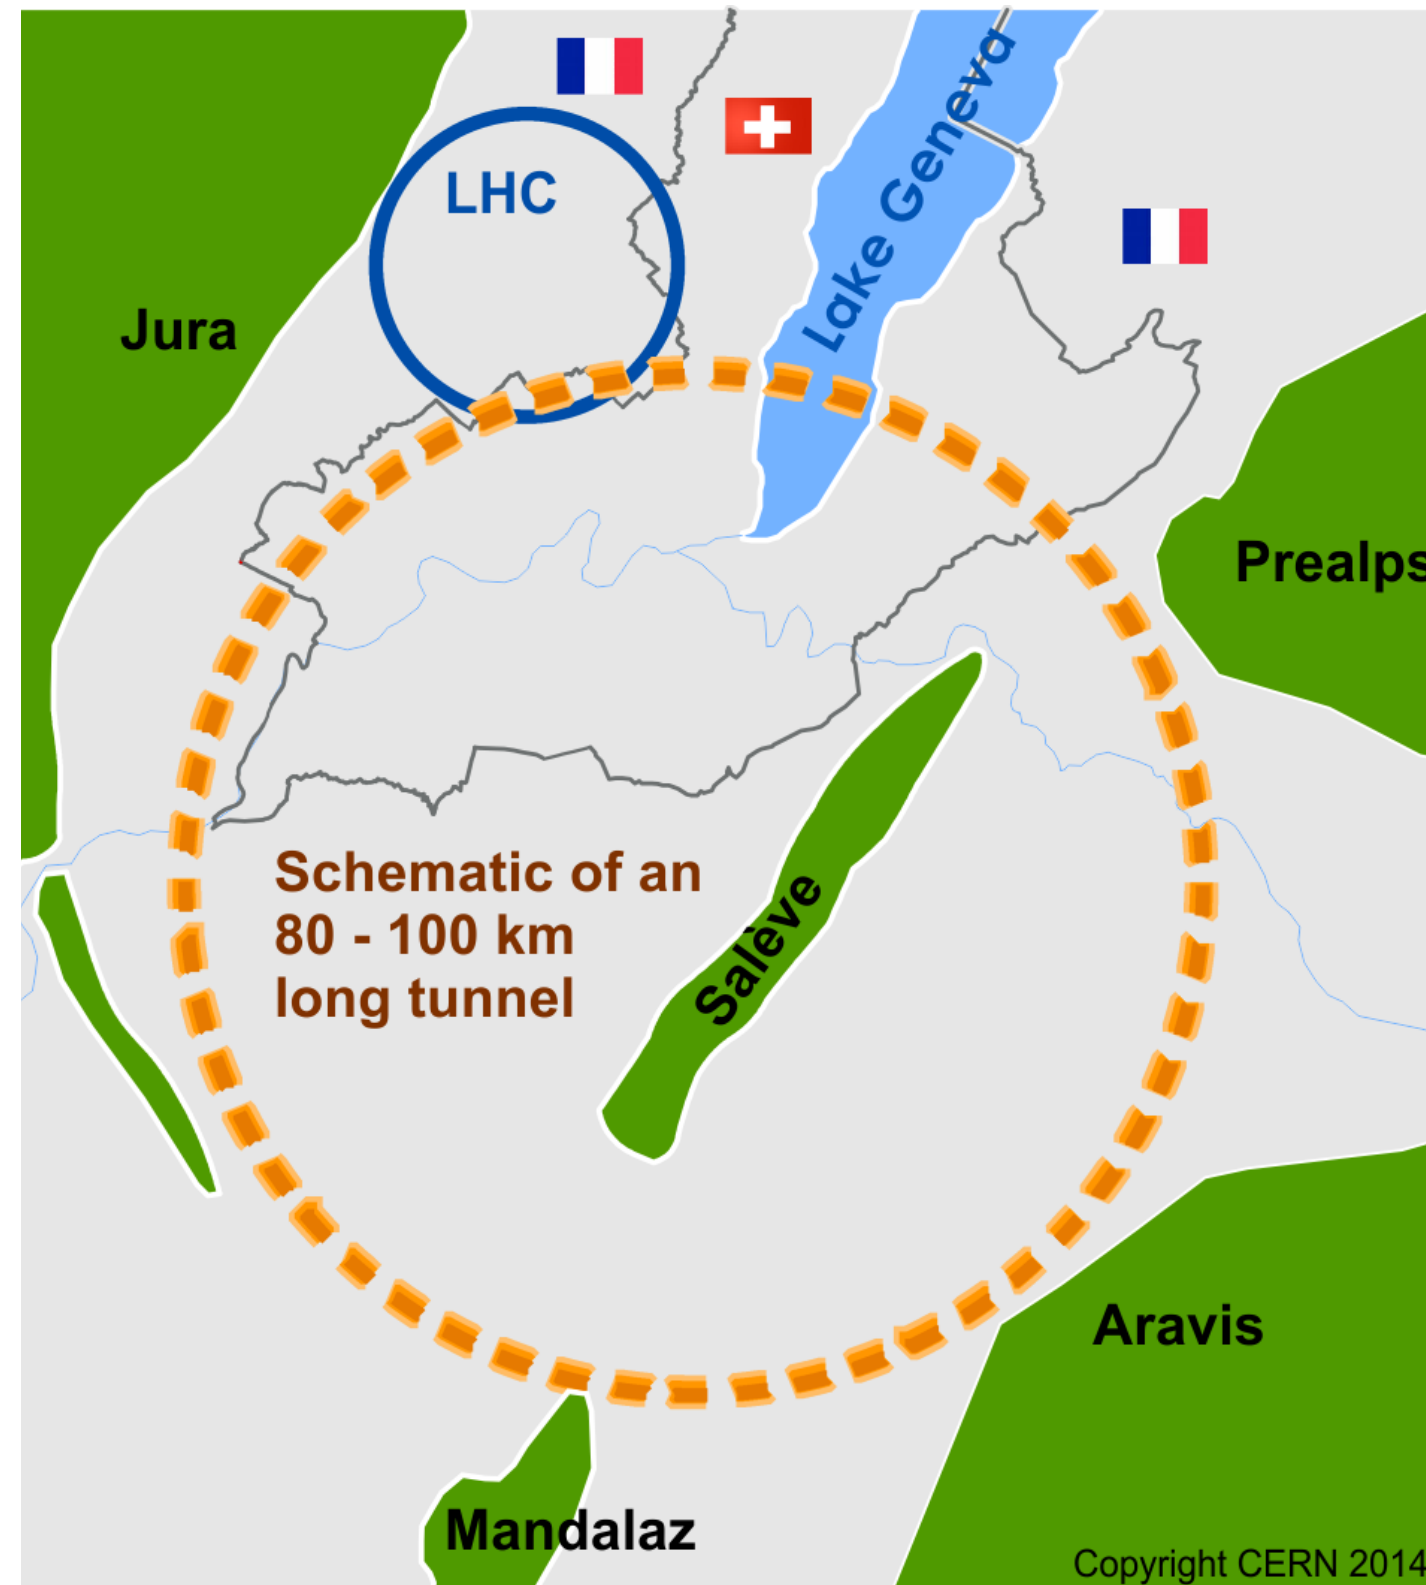 LHC
Lake Geneva
Jura
Prealps
Schematic of an
80 - 100 km
long tunnel
Salève
Aravis
Mandalaz
Copyright CERN 2014